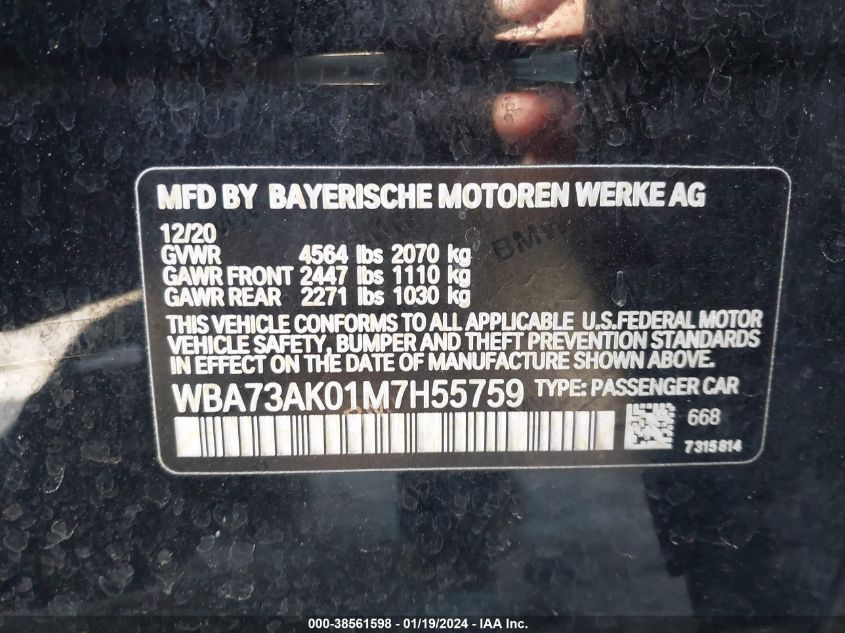 MFD BY BAYERISCHE MOTOREN WERKE AG
12/20
GVWR 4564 lbs 2070 kg
GAWR FRONT 2447 lbs 1110 kg
GAWR REAR 2271 lbs 1030 kg
THIS VEHICLE CONFORMS TO ALL APPLICABLE U.S.FEDERAL MOTOR
VEHICLE SAFETY, BUMPER AND THEFT PREVENTION STANDARDS
IN EFFECT ON THE DATE OF MANUFACTURE SHOWN ABOVE.
WBA73AK01M7H55759 TYPE: PASSENGER CAR
668
7315814
000-38561598 - 01/19/2024 - IAA Inc.